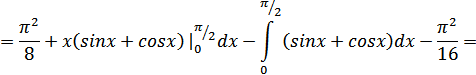 = π²/8 + x(sinx + cosx) |₀^π/2 dx − ∫₀^π/2 (sinx + cosx)dx − π²/16 =